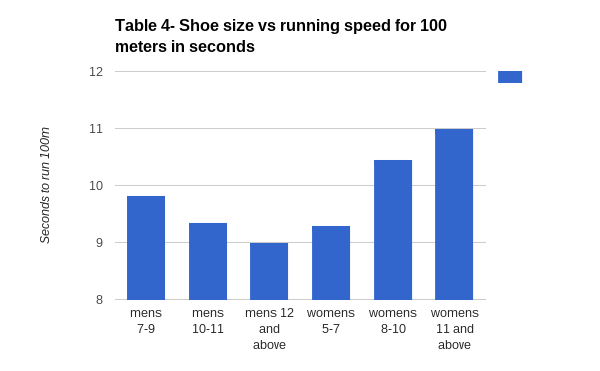 Table 4- Shoe size vs running speed for 100
meters in seconds
12
11
10
9
8
Seconds to run 100m
mens
7-9
mens
10-11
mens 12
and
above
womens
5-7
womens
8-10
womens
11 and
above